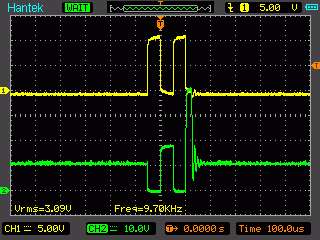 Hantek WAIT T 1 5.00 V
T
T
1
2
Vrms=3.09V Freq=9.70KHz
CH1 5.00V CH2 10.0V T→ 0.0000s Time 100.0us